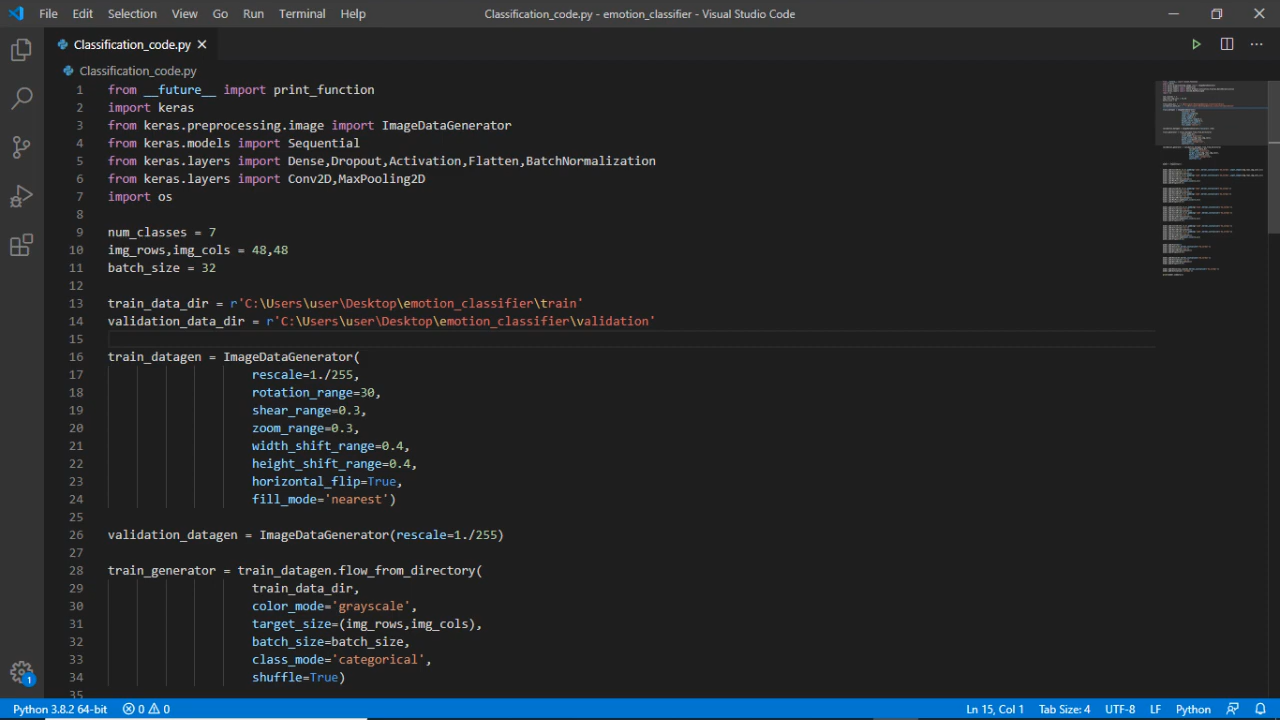 File Edit Selection View Go Run Terminal Help Classification_code.py - emotion_classifier - Visual Studio Code
Classification_code.py
Classification_code.py
1 from __future__ import print_function
2 import keras
3 from keras.preprocessing.image import ImageDataGenerator
4 from keras.models import Sequential
5 from keras.layers import Dense,Dropout,Activation,Flatten,BatchNormalization
6 from keras.layers import Conv2D,MaxPooling2D
7 import os
8
9 num_classes = 7
10 img_rows,img_cols = 48,48
11 batch_size = 32
12
13 train_data_dir = r'C:\Users\user\Desktop\emotion_classifier\train'
14 validation_data_dir = r'C:\Users\user\Desktop\emotion_classifier\validation'
15
16 train_datagen = ImageDataGenerator(
17 rescale=1./255,
18 rotation_range=30,
19 shear_range=0.3,
20 zoom_range=0.3,
21 width_shift_range=0.4,
22 height_shift_range=0.4,
23 horizontal_flip=True,
24 fill_mode='nearest')
25
26 validation_datagen = ImageDataGenerator(rescale=1./255)
27
28 train_generator = train_datagen.flow_from_directory(
29 train_data_dir,
30 color_mode='grayscale',
31 target_size=(img_rows,img_cols),
32 batch_size=batch_size,
33 class_mode='categorical',
34 shuffle=True)
35
1
Python 3.8.2 64-bit 0 0 Ln 15, Col 1 Tab Size: 4 UTF-8 LF Python